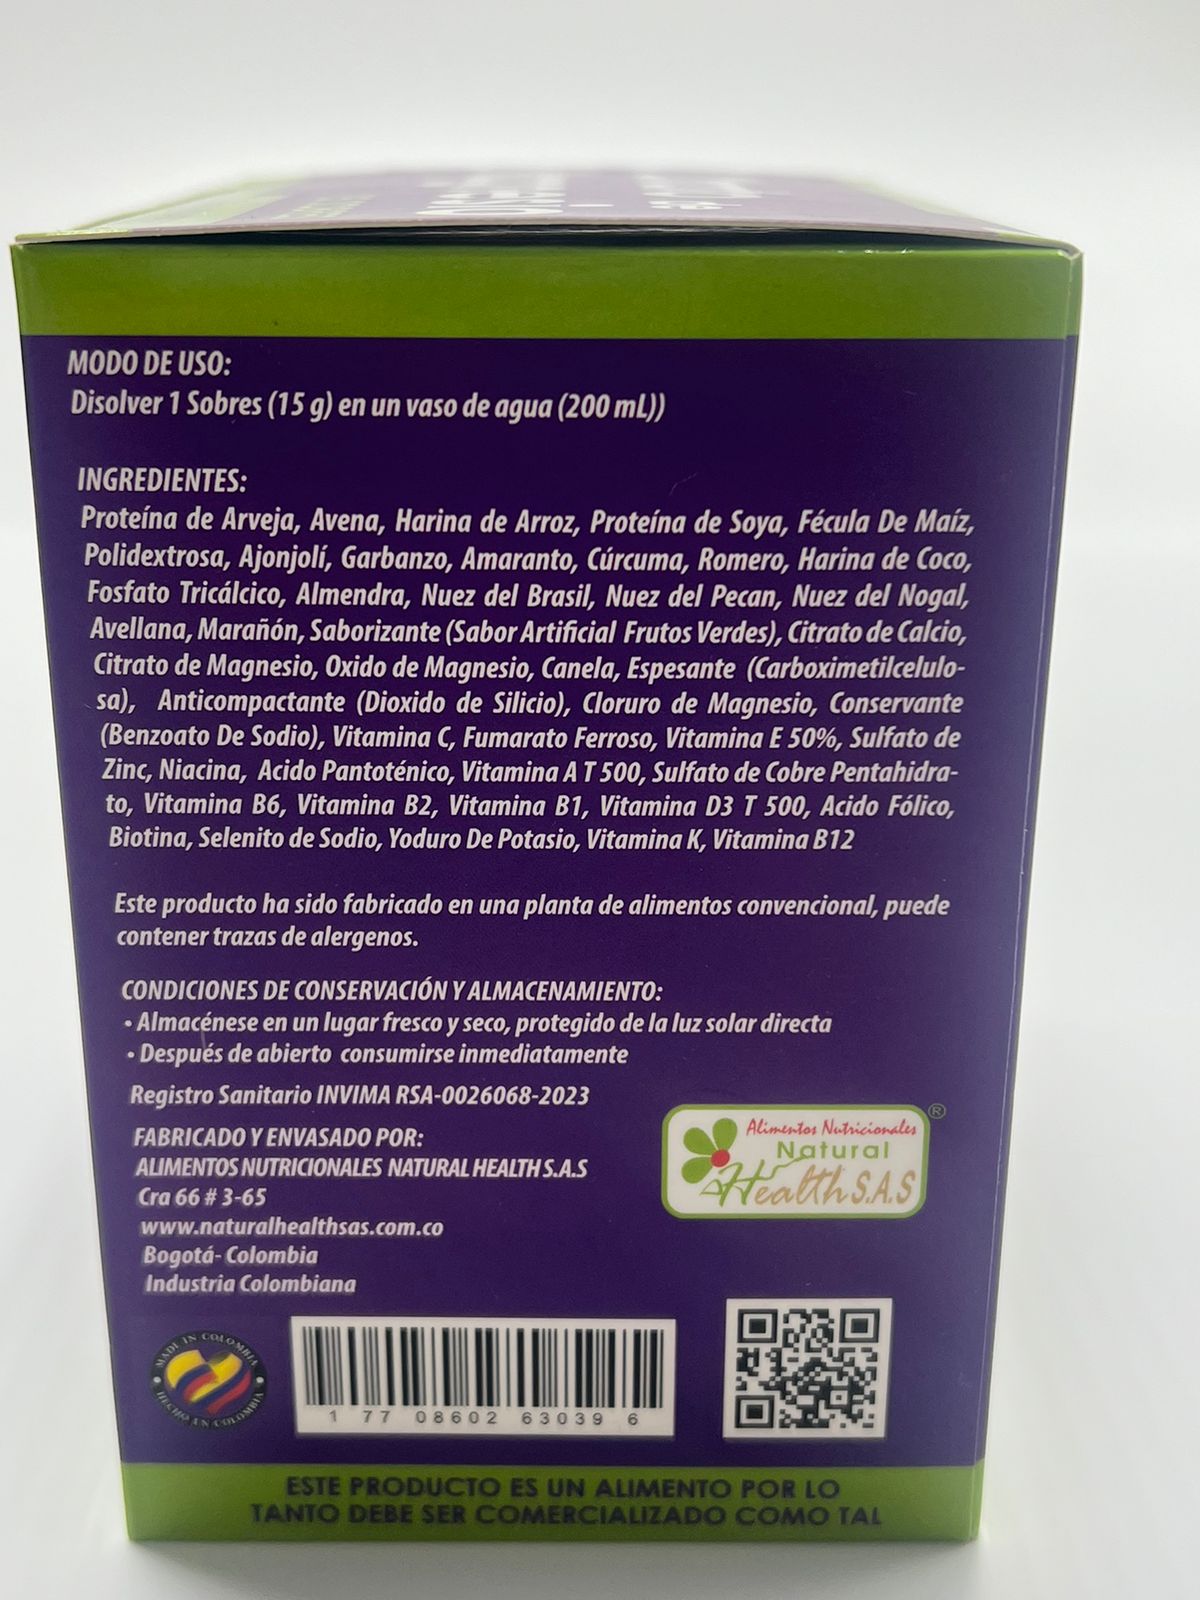 MODO DE USO:
Disolver 1 Sobres (15 g) en un vaso de agua (200 mL))
INGREDIENTES:
Proteína de Arveja, Avena, Harina de Arroz, Proteína de Soya, Fécula De Maíz,
Polidextrosa, Ajonjolí, Garbanzo, Amaranto, Cúrcuma, Romero, Harina de Coco,
Fosfato Tricálcico, Almendra, Nuez del Brasil, Nuez del Pecan, Nuez del Nogal,
Avellana, Marañón, Saborizante (Sabor Artificial Frutos Verdes), Citrato de Calcio,
Citrato de Magnesio, Oxido de Magnesio, Canela, Espesante (Carboximetilcelulo-
sa), Anticompactante (Dioxido de Silicio), Cloruro de Magnesio, Conservante
(Benzoato De Sodio), Vitamina C, Fumarato Ferroso, Vitamina E 50%, Sulfato de
Zinc, Niacina, Acido Pantoténico, Vitamina A T 500, Sulfato de Cobre Pentahidra-
to, Vitamina B6, Vitamina B2, Vitamina B1, Vitamina D3 T 500, Acido Fólico,
Biotina, Selenito de Sodio, Yoduro De Potasio, Vitamina K, Vitamina B12
Este producto ha sido fabricado en una planta de alimentos convencional, puede
contener trazas de alergenos.
CONDICIONES DE CONSERVACIÓN Y ALMACENAMIENTO:
• Almacénese en un lugar fresco y seco, protegido de la luz solar directa
• Después de abierto consumirse inmediatamente
Registro Sanitario INVIMA RSA-0026068-2023
FABRICADO Y ENVASADO POR:
ALIMENTOS NUTRICIONALES NATURAL HEALTH S.A.S
Cra 66 # 3-65
www.naturalhealthsas.com.co
Bogotá- Colombia
Industria Colombiana
Alimentos Nutricionales ®
Natural
Health S.A.S
MADE IN COLOMBIA
HECHO EN COLOMBIA
1 77 08602 63039 6
ESTE PRODUCTO ES UN ALIMENTO POR LO
TANTO DEBE SER COMERCIALIZADO COMO TAL